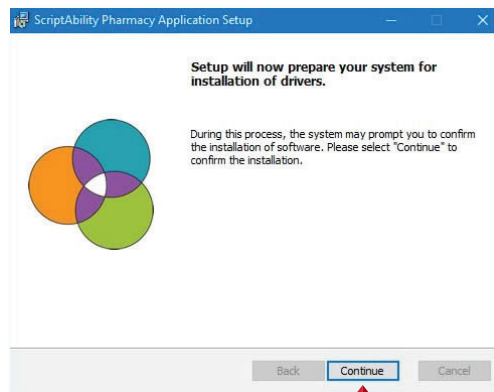 ScriptAbility Pharmacy Application Setup
Setup will now prepare your system for
installation of drivers.
During this process, the system may prompt you to confirm
the installation of software. Please select "Continue" to
confirm the installation.
Back Continue Cancel